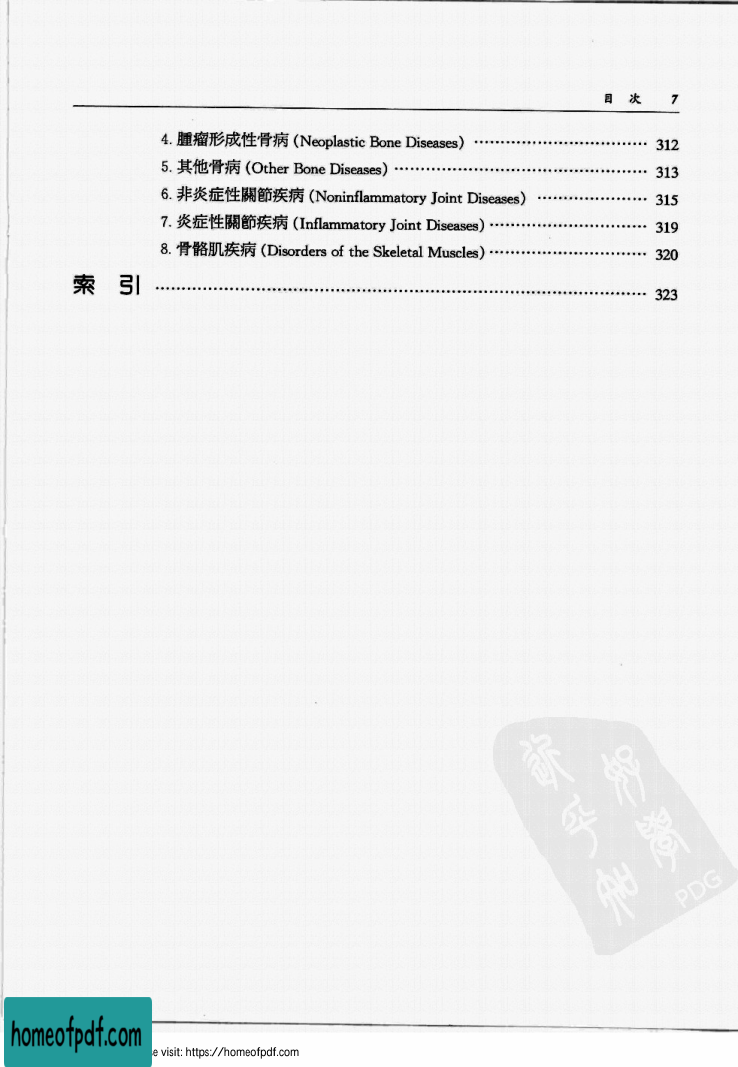 目 次 7
4. 腫瘤形成性骨病 (Neoplastic Bone Diseases) ································ 312
5. 其他骨病 (Other Bone Diseases) ··············································· 313
6. 非炎症性關節疾病 (Noninflammatory Joint Diseases) ···················· 315
7. 炎症性關節疾病 (Inflammatory Joint Diseases) ····························· 319
8. 骨骼肌疾病 (Disorders of the Skeletal Muscles) ····························· 320
索 引 ··························································································· 323
PDG
homeofpdf.com
e visit: https://homeofpdf.com